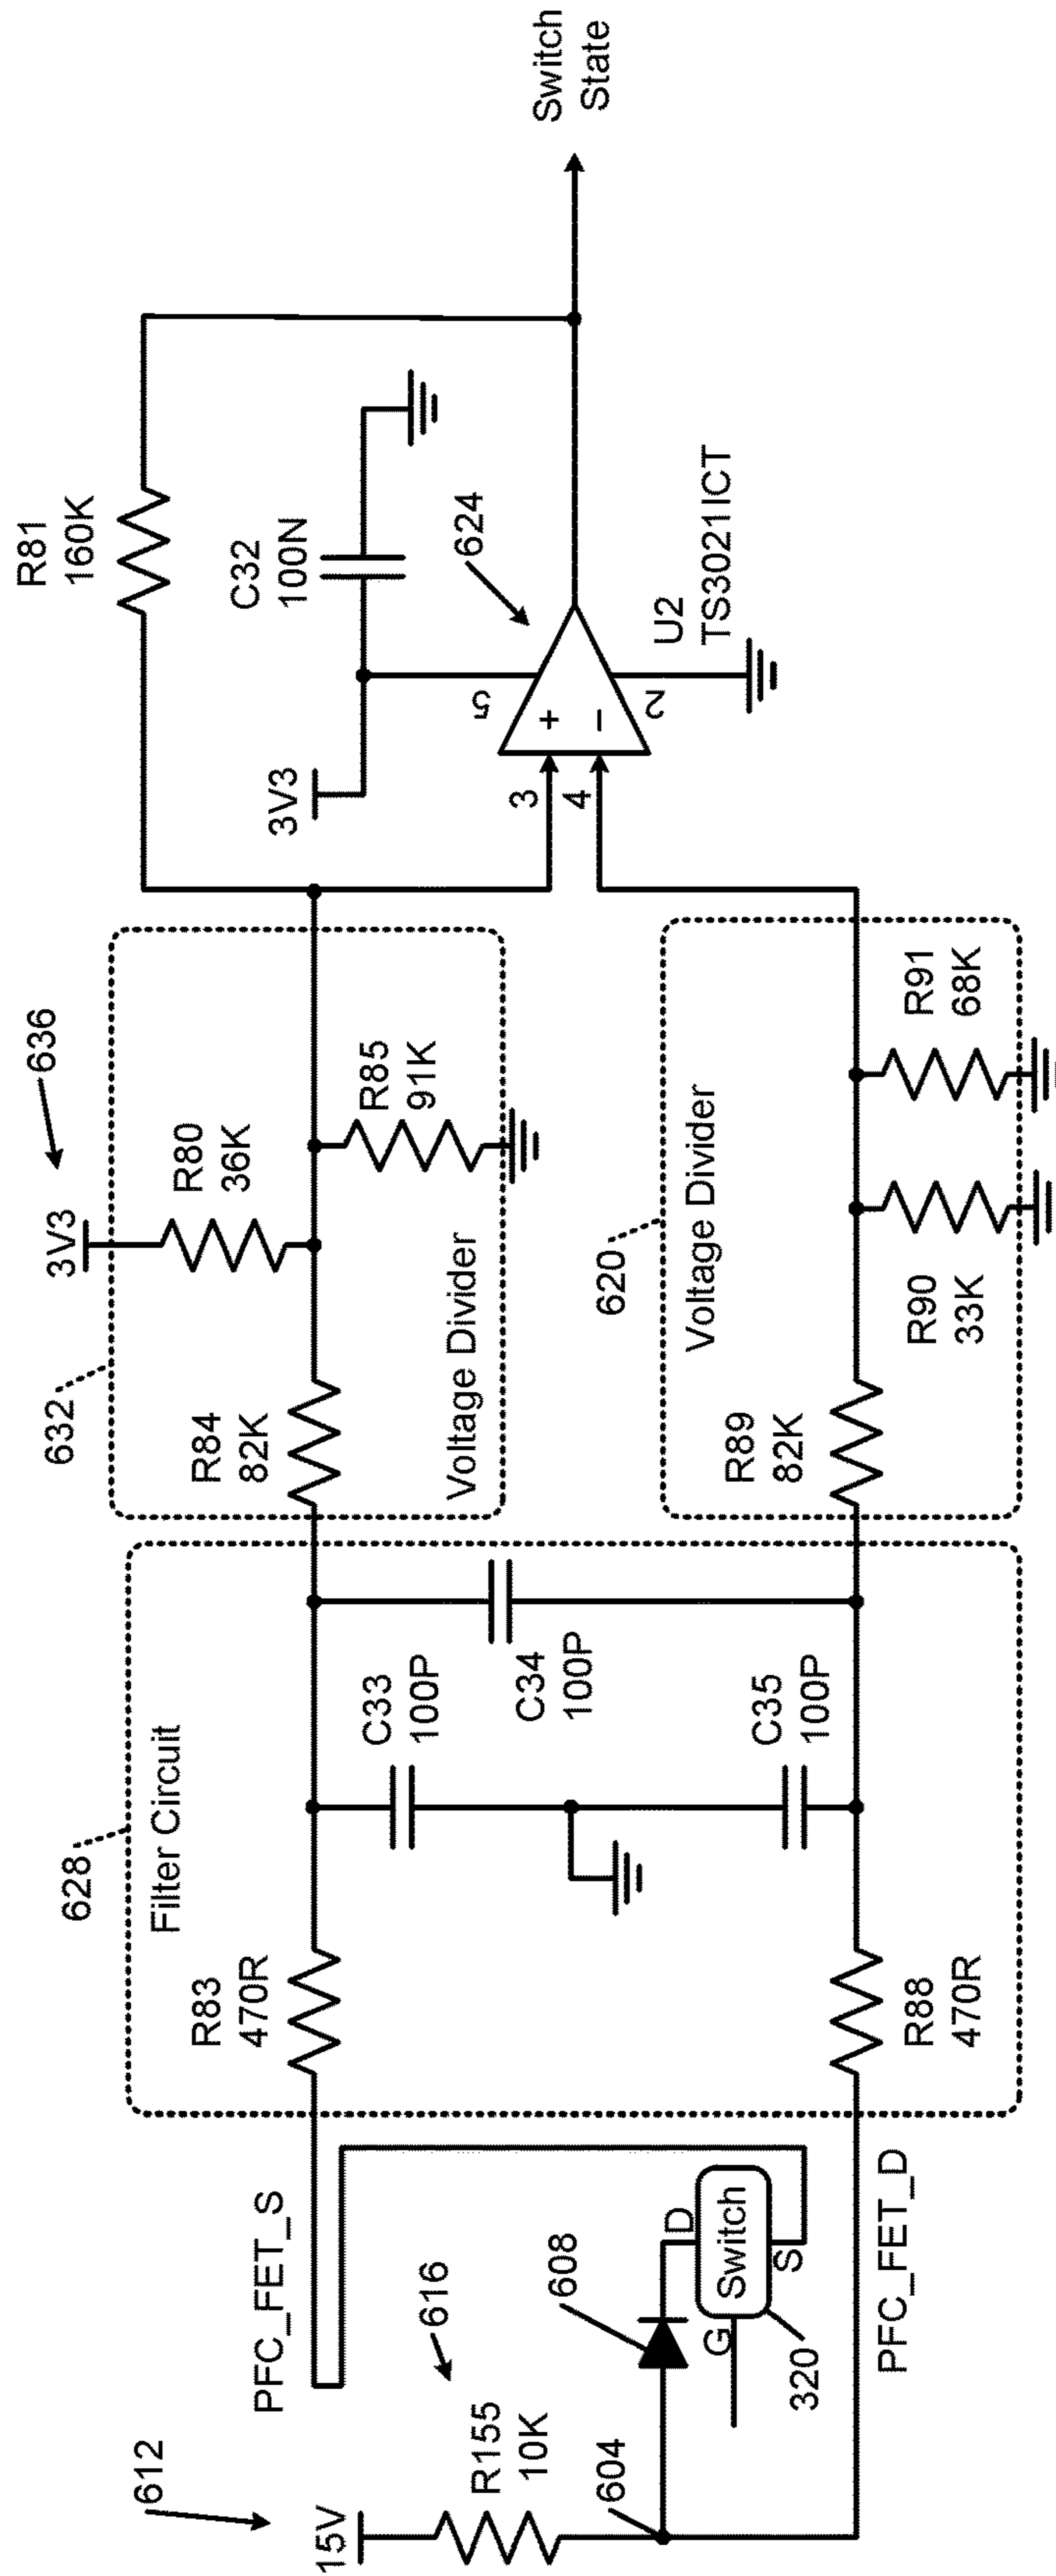 612
15V
R155
10K
616
604
PFC_FET_S
608
D
Switch
G
S
320
PFC_FET_D
628
Filter Circuit
R83
470R
C33
100P
C34
100P
C35
100P
R88
470R
632
R84
82K
3V3
636
R80
36K
R85
91K
Voltage Divider
620
Voltage Divider
R89
82K
R90
33K
R91
68K
R81
160K
3V3
C32
100N
624
5
3
+
4
–
2
U2
TS3021ICT
Switch
State